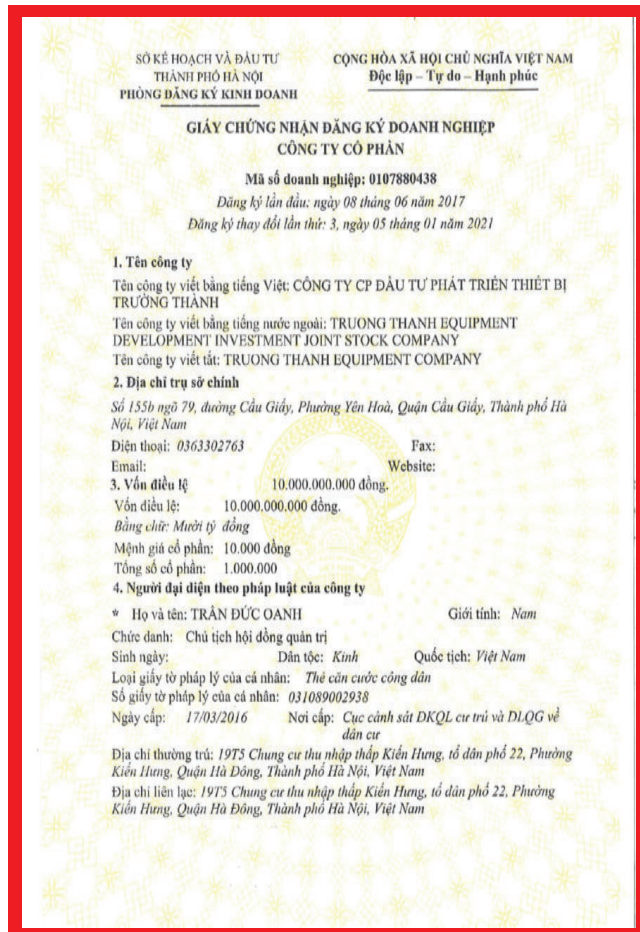 SỞ KẾ HOẠCH VÀ ĐẦU TƯ
THÀNH PHỐ HÀ NỘI
PHÒNG ĐĂNG KÝ KINH DOANH
CỘNG HÒA XÃ HỘI CHỦ NGHĨA VIỆT NAM
Độc lập – Tự do – Hạnh phúc
GIẤY CHỨNG NHẬN ĐĂNG KÝ DOANH NGHIỆP
CÔNG TY CỔ PHẦN
Mã số doanh nghiệp: 0107880438
Đăng ký lần đầu: ngày 08 tháng 06 năm 2017
Đăng ký thay đổi lần thứ: 3, ngày 05 tháng 01 năm 2021
1. Tên công ty
Tên công ty viết bằng tiếng Việt: CÔNG TY CP ĐẦU TƯ PHÁT TRIỂN THIẾT BỊ
TRƯỜNG THÀNH
Tên công ty viết bằng tiếng nước ngoài: TRUONG THANH EQUIPMENT
DEVELOPMENT INVESTMENT JOINT STOCK COMPANY
Tên công ty viết tắt: TRUONG THANH EQUIPMENT COMPANY
2. Địa chỉ trụ sở chính
Số 155b ngõ 79, đường Cầu Giấy, Phường Yên Hoà, Quận Cầu Giấy, Thành phố Hà
Nội, Việt Nam
Điện thoại: 0363302763 Fax:
Email: Website:
3. Vốn điều lệ 10.000.000.000 đồng.
Vốn điều lệ: 10.000.000.000 đồng.
Bằng chữ: Mười tỷ đồng
Mệnh giá cổ phần: 10.000 đồng
Tổng số cổ phần: 1.000.000
4. Người đại diện theo pháp luật của công ty
* Họ và tên: TRẦN ĐỨC OANH Giới tính: Nam
Chức danh: Chủ tịch hội đồng quản trị
Sinh ngày: Dân tộc: Kinh Quốc tịch: Việt Nam
Loại giấy tờ pháp lý của cá nhân: Thẻ căn cước công dân
Số giấy tờ pháp lý của cá nhân: 031089002938
Ngày cấp: 17/03/2016 Nơi cấp: Cục cảnh sát ĐKQL cư trú và DLQG về
dân cư
Địa chỉ thường trú: 19T5 Chung cư thu nhập thấp Kiến Hưng, tổ dân phố 22, Phường
Kiến Hưng, Quận Hà Đông, Thành phố Hà Nội, Việt Nam
Địa chỉ liên lạc: 19T5 Chung cư thu nhập thấp Kiến Hưng, tổ dân phố 22, Phường
Kiến Hưng, Quận Hà Đông, Thành phố Hà Nội, Việt Nam